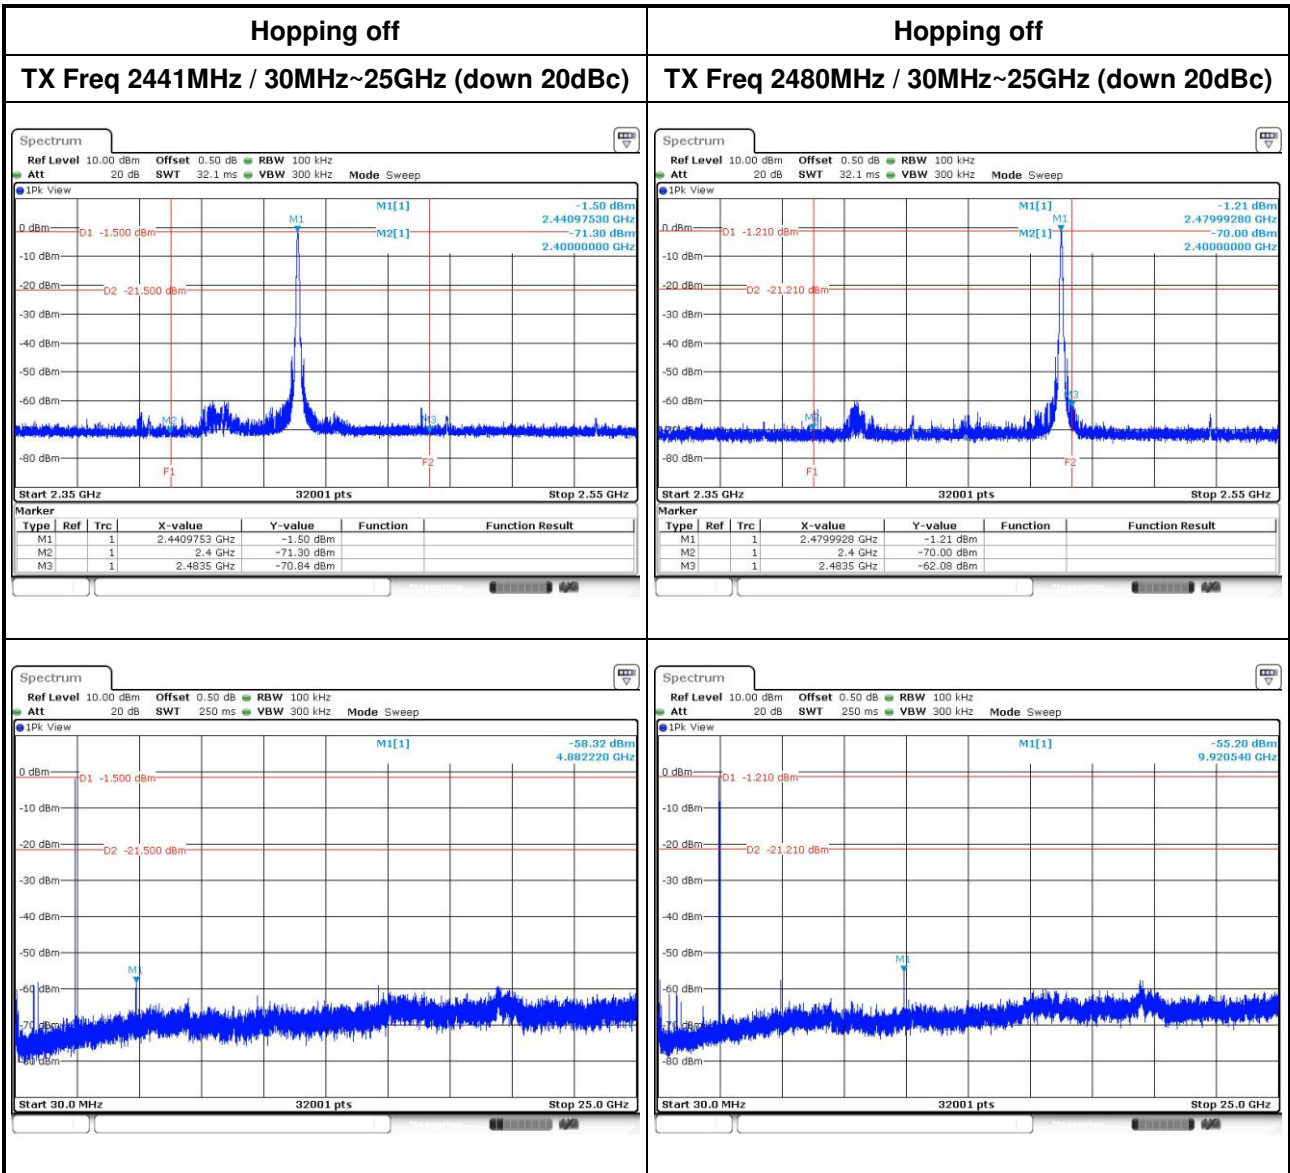 Hopping off
Hopping off
TX Freq 2441MHz / 30MHz~25GHz (down 20dBc)
TX Freq 2480MHz / 30MHz~25GHz (down 20dBc)
Spectrum
Ref Level 10.00 dBm Offset 0.50 dB RBW 100 kHz
Att 20 dB SWT 32.1 ms VBW 300 kHz Mode Sweep
1Pk View
M1[1] -1.50 dBm
2.44097530 GHz
M2[1] -71.30 dBm
2.40000000 GHz
M1
0 dBm
D1 -1.500 dBm
-10 dBm
-20 dBm
D2 -21.500 dBm
-30 dBm
-40 dBm
-50 dBm
-60 dBm
M2
M3
-80 dBm
F1
F2
Start 2.35 GHz 32001 pts Stop 2.55 GHz
Marker
Type Ref Trc X-value Y-value Function Function Result
M1 1 2.4409753 GHz -1.50 dBm
M2 1 2.4 GHz -71.30 dBm
M3 1 2.4835 GHz -70.84 dBm
Spectrum
Ref Level 10.00 dBm Offset 0.50 dB RBW 100 kHz
Att 20 dB SWT 32.1 ms VBW 300 kHz Mode Sweep
1Pk View
M1[1] -1.21 dBm
2.47999280 GHz
M2[1] -70.00 dBm
2.40000000 GHz
M1
0 dBm
D1 -1.210 dBm
-10 dBm
-20 dBm
D2 -21.210 dBm
-30 dBm
-40 dBm
-50 dBm
-60 dBm
M2
M3
-80 dBm
F1
F2
Start 2.35 GHz 32001 pts Stop 2.55 GHz
Marker
Type Ref Trc X-value Y-value Function Function Result
M1 1 2.4799928 GHz -1.21 dBm
M2 1 2.4 GHz -70.00 dBm
M3 1 2.4835 GHz -62.08 dBm
Spectrum
Ref Level 10.00 dBm Offset 0.50 dB RBW 100 kHz
Att 20 dB SWT 250 ms VBW 300 kHz Mode Sweep
1Pk View
M1[1] -58.32 dBm
4.882220 GHz
0 dBm
D1 -1.500 dBm
-10 dBm
-20 dBm
D2 -21.500 dBm
-30 dBm
-40 dBm
-50 dBm
M1
-60 dBm
-70 dBm
-80 dBm
Start 30.0 MHz 32001 pts Stop 25.0 GHz
Spectrum
Ref Level 10.00 dBm Offset 0.50 dB RBW 100 kHz
Att 20 dB SWT 250 ms VBW 300 kHz Mode Sweep
1Pk View
M1[1] -55.20 dBm
9.920540 GHz
0 dBm
D1 -1.210 dBm
-10 dBm
-20 dBm
D2 -21.210 dBm
-30 dBm
-40 dBm
-50 dBm
M1
-60 dBm
-70 dBm
-80 dBm
Start 30.0 MHz 32001 pts Stop 25.0 GHz